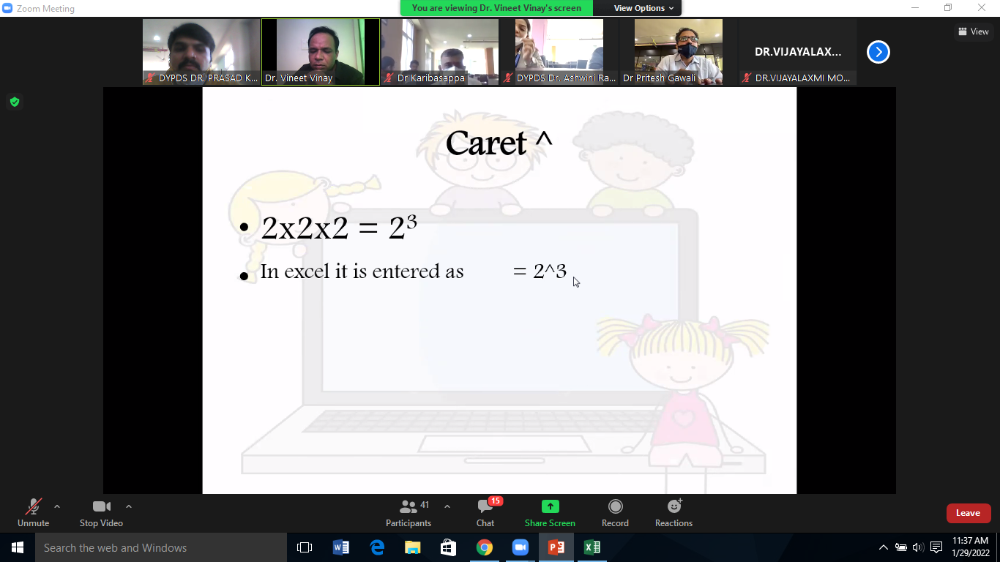 Zoom Meeting
You are viewing Dr. Vineet Vinay's screen
View Options
View
DYPDS DR. PRASAD K...
Dr. Vineet Vinay
Dr Karibasappa
DYPDS Dr. Ashwini Ra...
Dr Pritesh Gawali
DR.VIJAYALAX...
DR.VIJAYALAXMI MO...
Caret ^
• 2x2x2 = 2³
• In excel it is entered as = 2^3
Unmute
Stop Video
41
Participants
15
Chat
Share Screen
Record
Reactions
Leave
Search the web and Windows
11:37 AM
1/29/2022